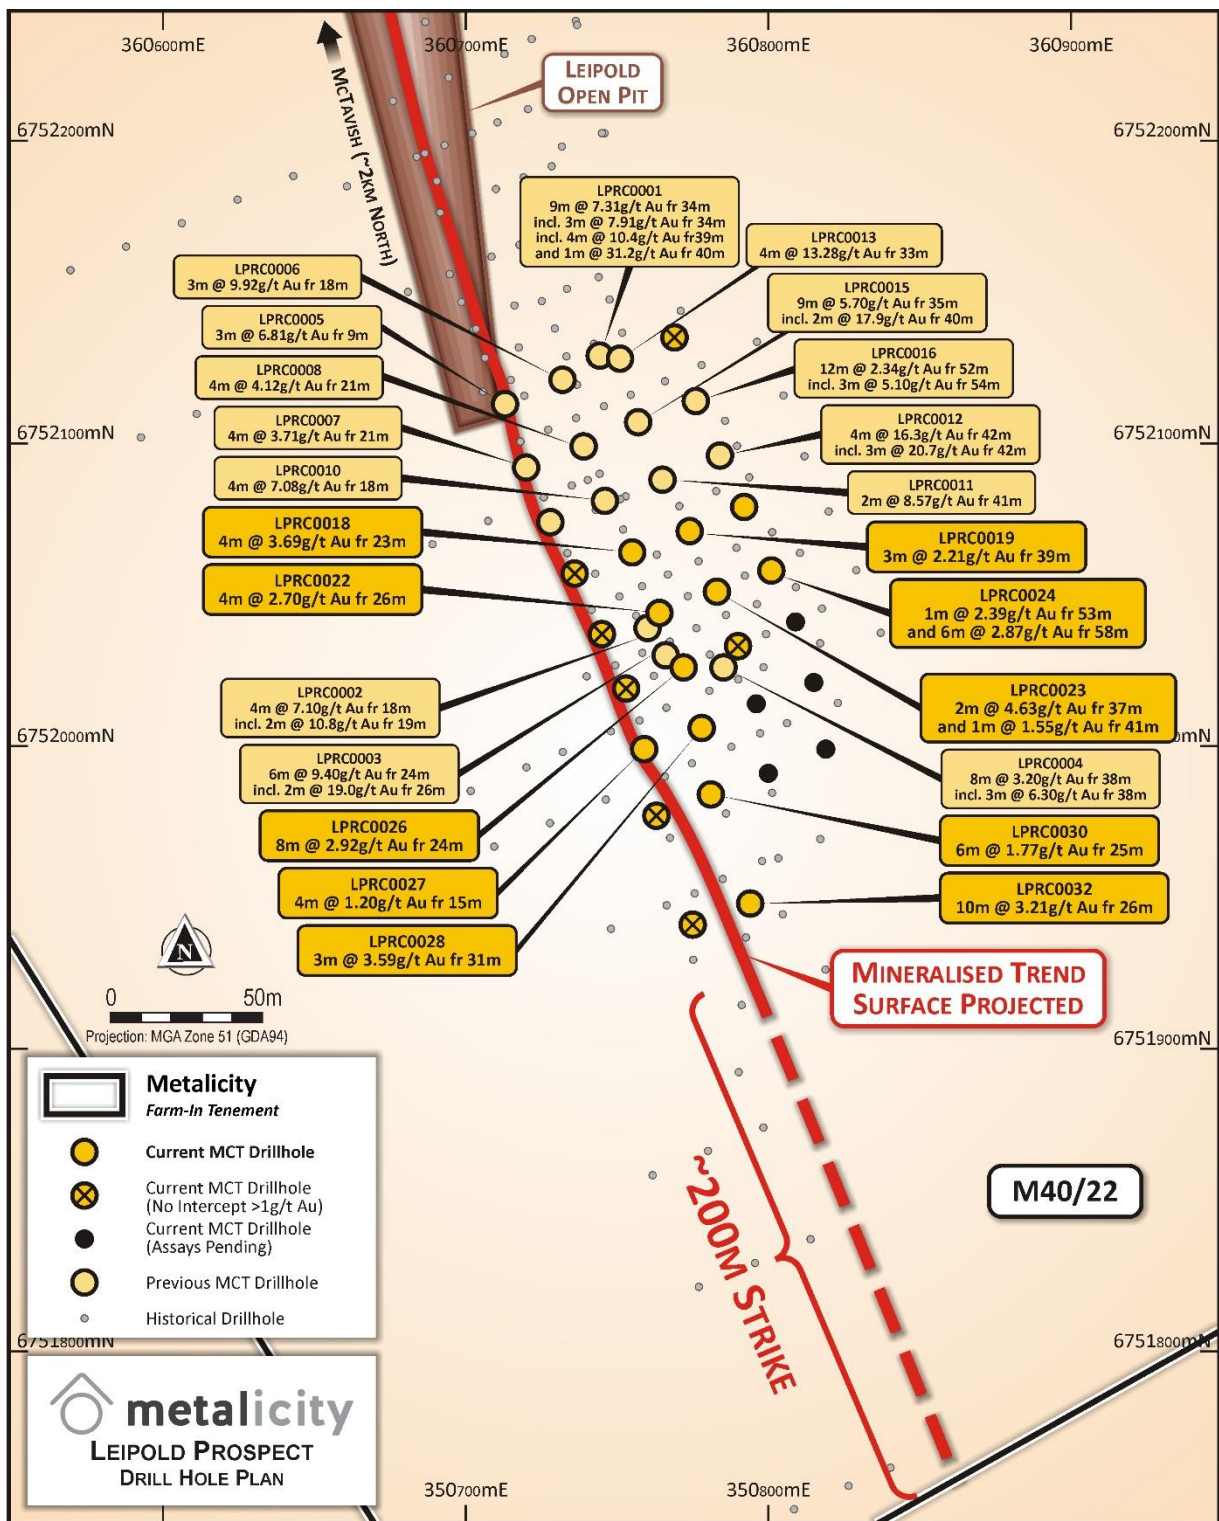 360600mE
360700mE
360800mE
360900mE
McTavish (~2km North)
Leipold
Open Pit
6752200mN
6752200mN
LPRC0001
9m @ 7.31g/t Au fr 34m
incl. 3m @ 7.91g/t Au fr 34m
incl. 4m @ 10.4g/t Au fr39m
and 1m @ 31.2g/t Au fr 40m
LPRC0013
4m @ 13.28g/t Au fr 33m
LPRC0006
3m @ 9.92g/t Au fr 18m
LPRC0015
9m @ 5.70g/t Au fr 35m
incl. 2m @ 17.9g/t Au fr 40m
LPRC0005
3m @ 6.81g/t Au fr 9m
LPRC0016
12m @ 2.34g/t Au fr 52m
incl. 3m @ 5.10g/t Au fr 54m
LPRC0008
4m @ 4.12g/t Au fr 21m
6752100mN
6752100mN
LPRC0007
4m @ 3.71g/t Au fr 21m
LPRC0012
4m @ 16.3g/t Au fr 42m
incl. 3m @ 20.7g/t Au fr 42m
LPRC0010
4m @ 7.08g/t Au fr 18m
LPRC0011
2m @ 8.57g/t Au fr 41m
LPRC0018
4m @ 3.69g/t Au fr 23m
LPRC0019
3m @ 2.21g/t Au fr 39m
LPRC0022
4m @ 2.70g/t Au fr 26m
LPRC0024
1m @ 2.39g/t Au fr 53m
and 6m @ 2.87g/t Au fr 58m
LPRC0002
4m @ 7.10g/t Au fr 18m
incl. 2m @ 10.8g/t Au fr 19m
LPRC0023
2m @ 4.63g/t Au fr 37m
and 1m @ 1.55g/t Au fr 41m
6752000mN
mN
LPRC0003
6m @ 9.40g/t Au fr 24m
incl. 2m @ 19.0g/t Au fr 26m
LPRC0004
8m @ 3.20g/t Au fr 38m
incl. 3m @ 6.30g/t Au fr 38m
LPRC0026
8m @ 2.92g/t Au fr 24m
LPRC0030
6m @ 1.77g/t Au fr 25m
LPRC0027
4m @ 1.20g/t Au fr 15m
LPRC0032
10m @ 3.21g/t Au fr 26m
LPRC0028
3m @ 3.59g/t Au fr 31m
N
Mineralised Trend
Surface Projected
0 50m
Projection: MGA Zone 51 (GDA94)
6751900mN
Metalicity
Farm-In Tenement
Current MCT Drillhole
Current MCT Drillhole
(No Intercept >1g/t Au)
Current MCT Drillhole
(Assays Pending)
Previous MCT Drillhole
Historical Drillhole
~200m Strike
M40/22
6751800mN
6751800mN
metalicity
Leipold Prospect
Drill Hole Plan
350700mE
350800mE